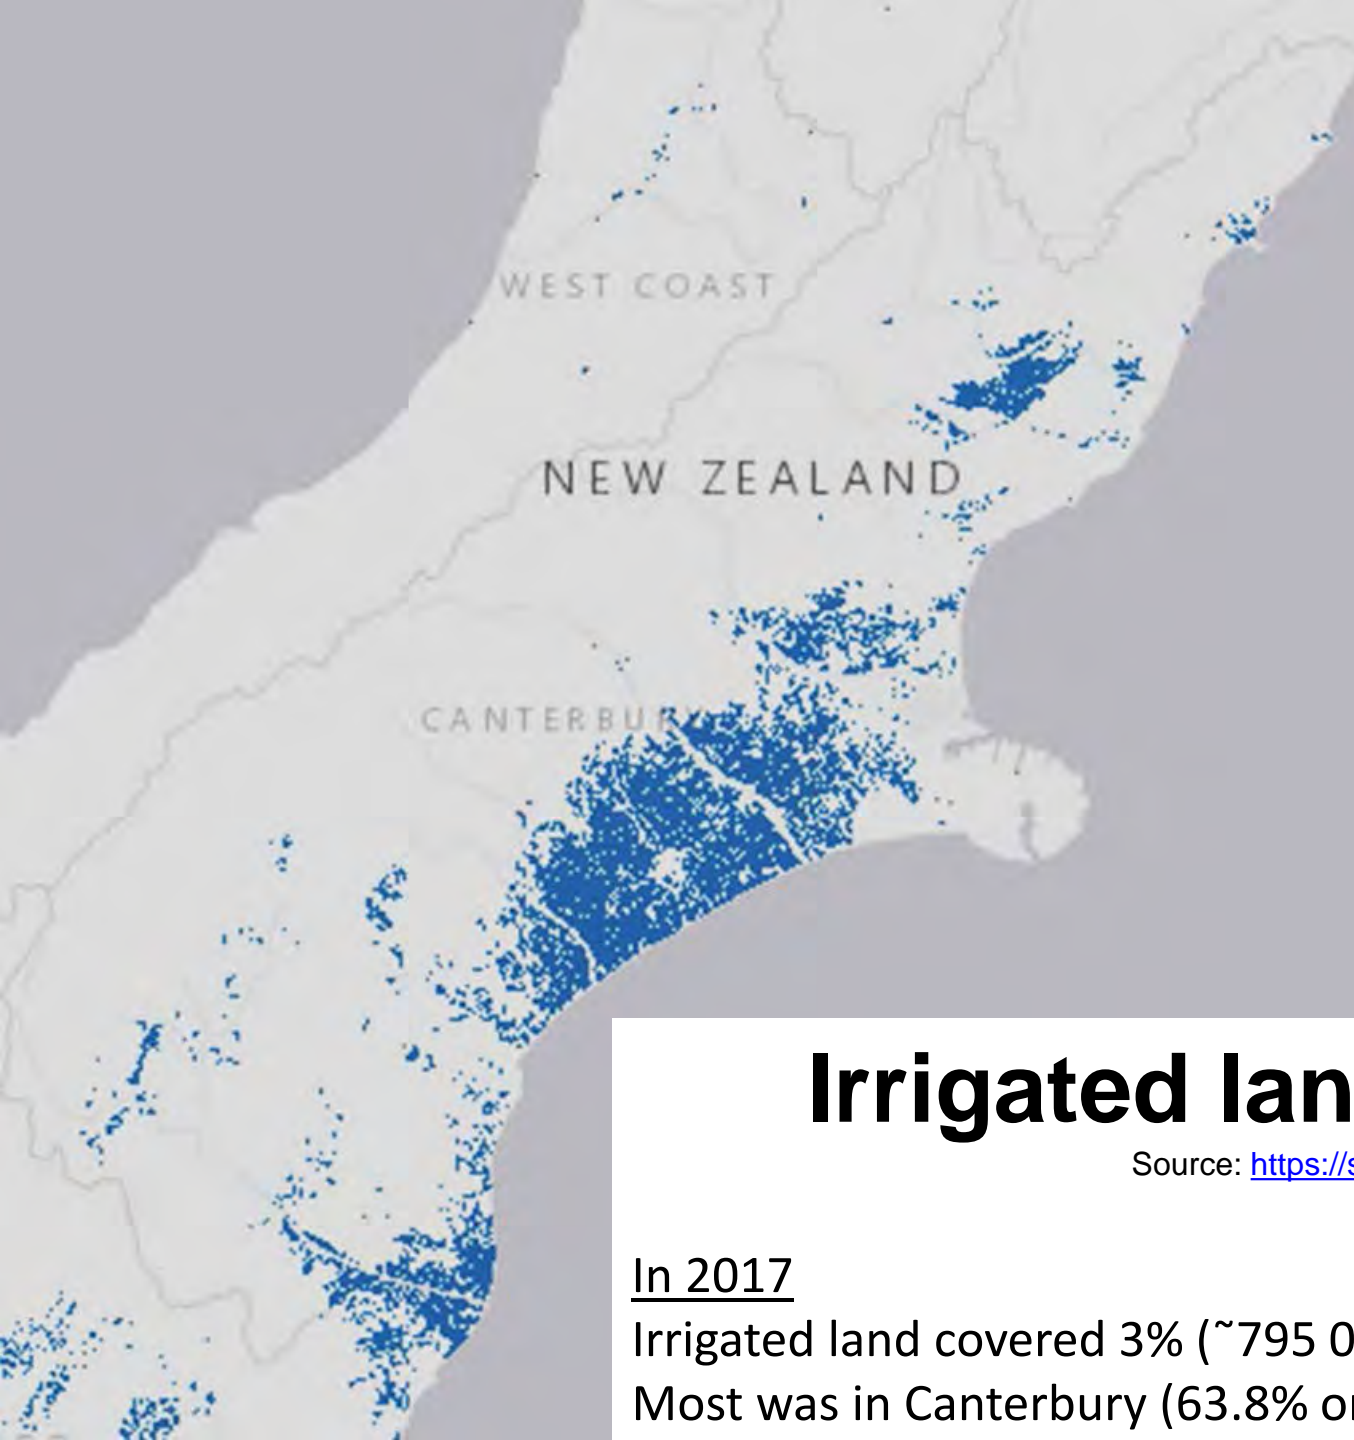 WEST COAST
NEW ZEALAND
CANTERBURY
Irrigated lan
Source: https://s
In 2017
Irrigated land covered 3% (~795 0
Most was in Canterbury (63.8% or